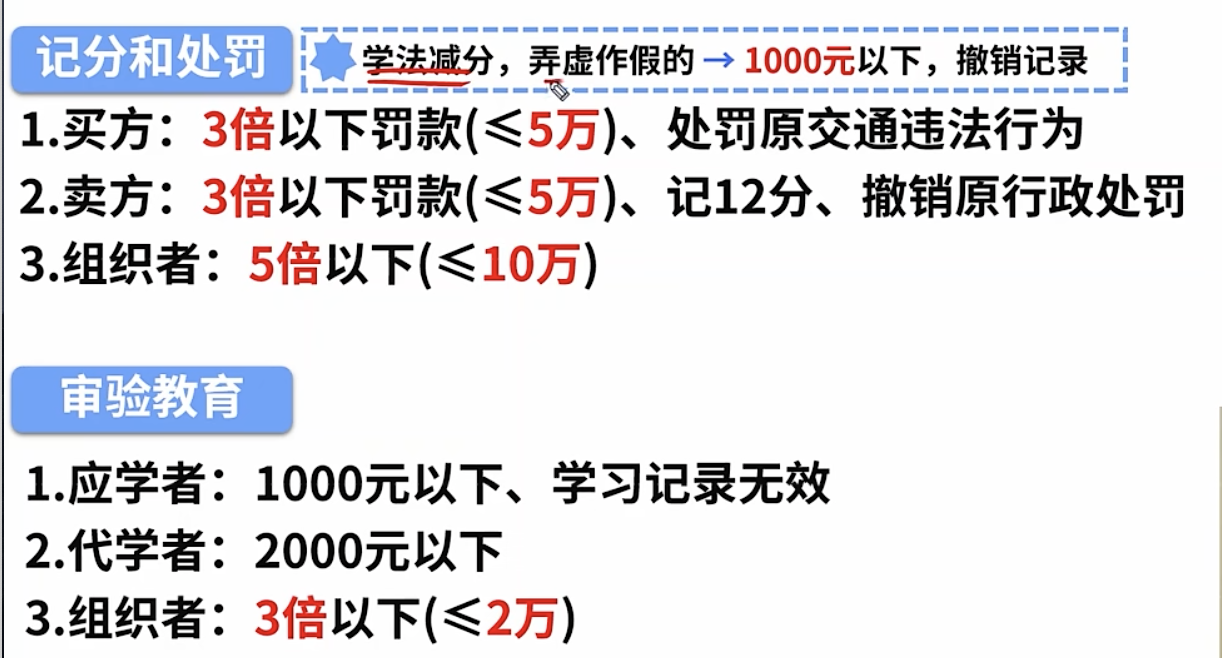 记分和处罚
学法减分，弄虚作假的→1000元以下，撤销记录
1.买方：3倍以下罚款(≤5万)、处罚原交通违法行为
2.卖方：3倍以下罚款(≤5万)、记12分、撤销原行政处罚
3.组织者：5倍以下(≤10万)
审验教育
1.应学者：1000元以下、学习记录无效
2.代学者：2000元以下
3.组织者：3倍以下(≤2万)